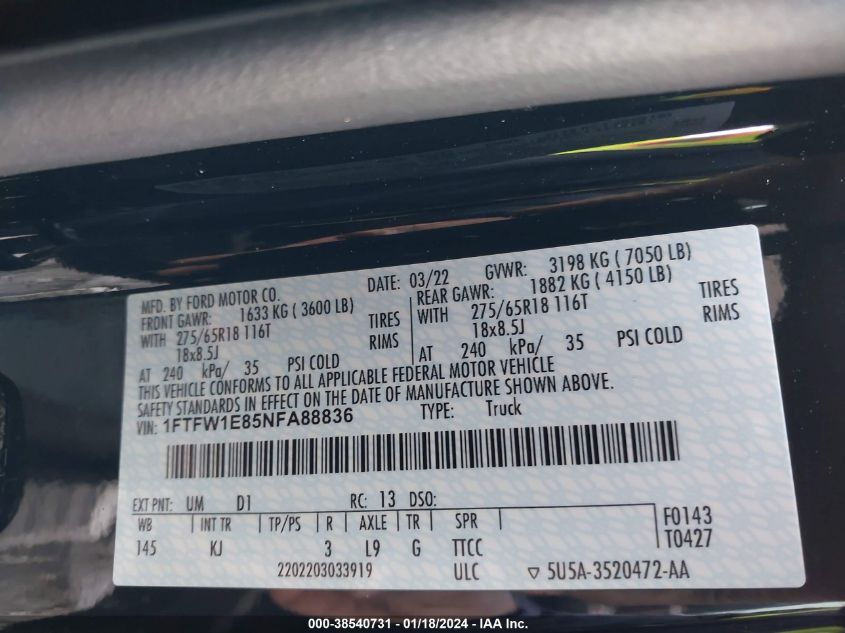 MFD. BY FORD MOTOR CO. DATE: 03/22 GVWR: 3198 KG ( 7050 LB)
FRONT GAWR: 1633 KG ( 3600 LB) REAR GAWR: 1882 KG ( 4150 LB)
WITH 275/65R18 116T TIRES WITH 275/65R18 116T TIRES
18x8.5J RIMS 18x8.5J RIMS
AT 240 kPa/ 35 PSI COLD AT 240 kPa/ 35 PSI COLD
THIS VEHICLE CONFORMS TO ALL APPLICABLE FEDERAL MOTOR VEHICLE
SAFETY STANDARDS IN EFFECT ON THE DATE OF MANUFACTURE SHOWN ABOVE.
VIN: 1FTFW1E85NFA88836 TYPE: Truck
EXT PNT: UM D1 RC: 13 DSO:
WB INT TR TP/PS R AXLE TR SPR F0143
145 KJ 3 L9 G TTCC T0427
2202203033919 ULC ▽ 5U5A-3520472-AA
000-38540731 - 01/18/2024 - IAA Inc.